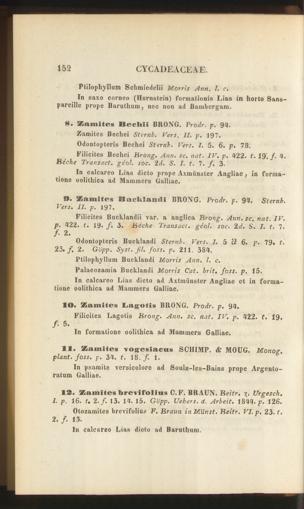 152 CYCADEACEAE.
Ptilophyllum Schmiedelii Morris Ann. l. c.
In saxo corneo (Hornstein) formationis Lias in horto Sans-
pareille prope Baruthum, nec non ad Bambergam.
8. Zamites Bechii BRONG. Prodr. p. 94.
Zamites Bechei Sternb. Vers. II. p. 197.
Odontopteris Bechei Sternb. Vers. I. 5. 6. p. 78.
Filicites Bechei Brong. Ann. sc. nat. IV. p. 422. t. 19. f. 4.
Bèche Transact. géol. soc. 2d. S. I. t. 7. f. 3.
In calcareo Lias dicto prope Axmünster Angliae, in forma-
tione oolithica ad Mammers Galliae.
9. Zamites Bucklandi BRONG. Prodr. p. 94. Sternb.
Vers. II. p. 197.
Filicites Bucklandii var. a anglica Brong. Ann. sc. nat. IV.
p. 422. t. 19. f. 3. Bèche Transact. géol. soc. 2d. S. I. t. 7.
f. 2.
Odontopteris Bucklandi Sternb. Vers. I. 5 & 6. p. 79. t.
23. f. 2. Göpp. Syst. fil. foss. p. 211. 384.
Ptilophyllum Bucklandi Morris Ann. l. c.
Palaeozamia Bucklandi Morris Cat. brit. foss. p. 15.
In calcareo Lias dicto ad Axtmünster Angliae et in forma-
tione oolithica ad Mammers Galliae.
10. Zamites Lagotis BRONG. Prodr. p. 94.
Filicites Lagotis Brong. Ann. sc. nat. IV. p. 422. t. 19.
f. 5.
In formatione oolithica ad Mammers Galliae.
11. Zamites vogesiacus SCHIMP. & MOUG. Monog.
plant. foss. p. 34. t. 18. f. 1.
In psamite versicolore ad Soulz-les-Bains prope Argento-
ratum Galliae.
12. Zamites brevifolius C. F. BRAUN. Beitr. z. Urgesch.
I. p. 16. t. 2. f. 13. 14. 15. Göpp. Uebers. d. Arbeit. 1844. p. 126.
Otozamites brevifolius F. Braun in Münst. Beitr. VI. p. 23. t.
2. f. 13.
In calcareo Lias dicto ad Baruthum.